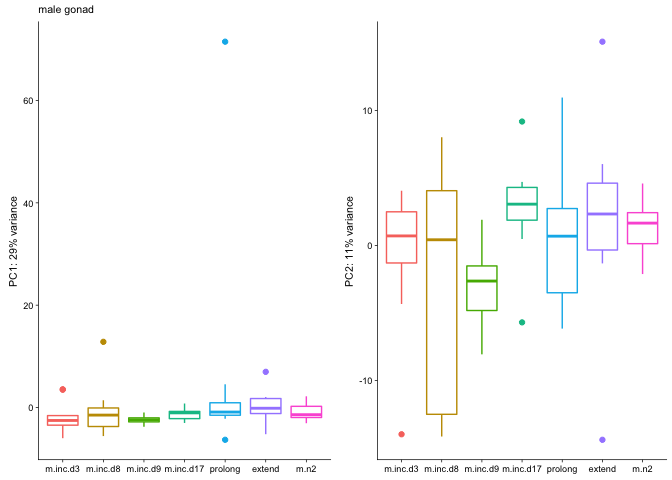 male gonad
PC1: 29% variance
60
40
20
0
m.inc.d3 m.inc.d8 m.inc.d9 m.inc.d17 prolong extend m.n2
PC2: 11% variance
10
0
-10
m.inc.d3 m.inc.d8 m.inc.d9 m.inc.d17 prolong extend m.n2